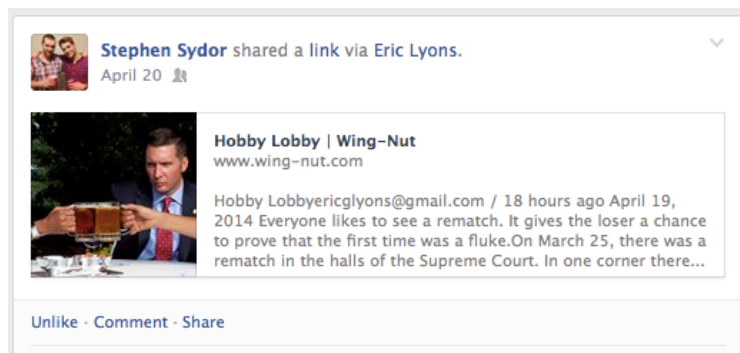 Stephen Sydor shared a link via Eric Lyons.
April 20
Hobby Lobby | Wing-Nut
www.wing-nut.com
Hobby Lobbyericglyons@gmail.com / 18 hours ago April 19,
2014 Everyone likes to see a rematch. It gives the loser a chance
to prove that the first time was a fluke.On March 25, there was a
rematch in the halls of the Supreme Court. In one corner there...
Unlike · Comment · Share